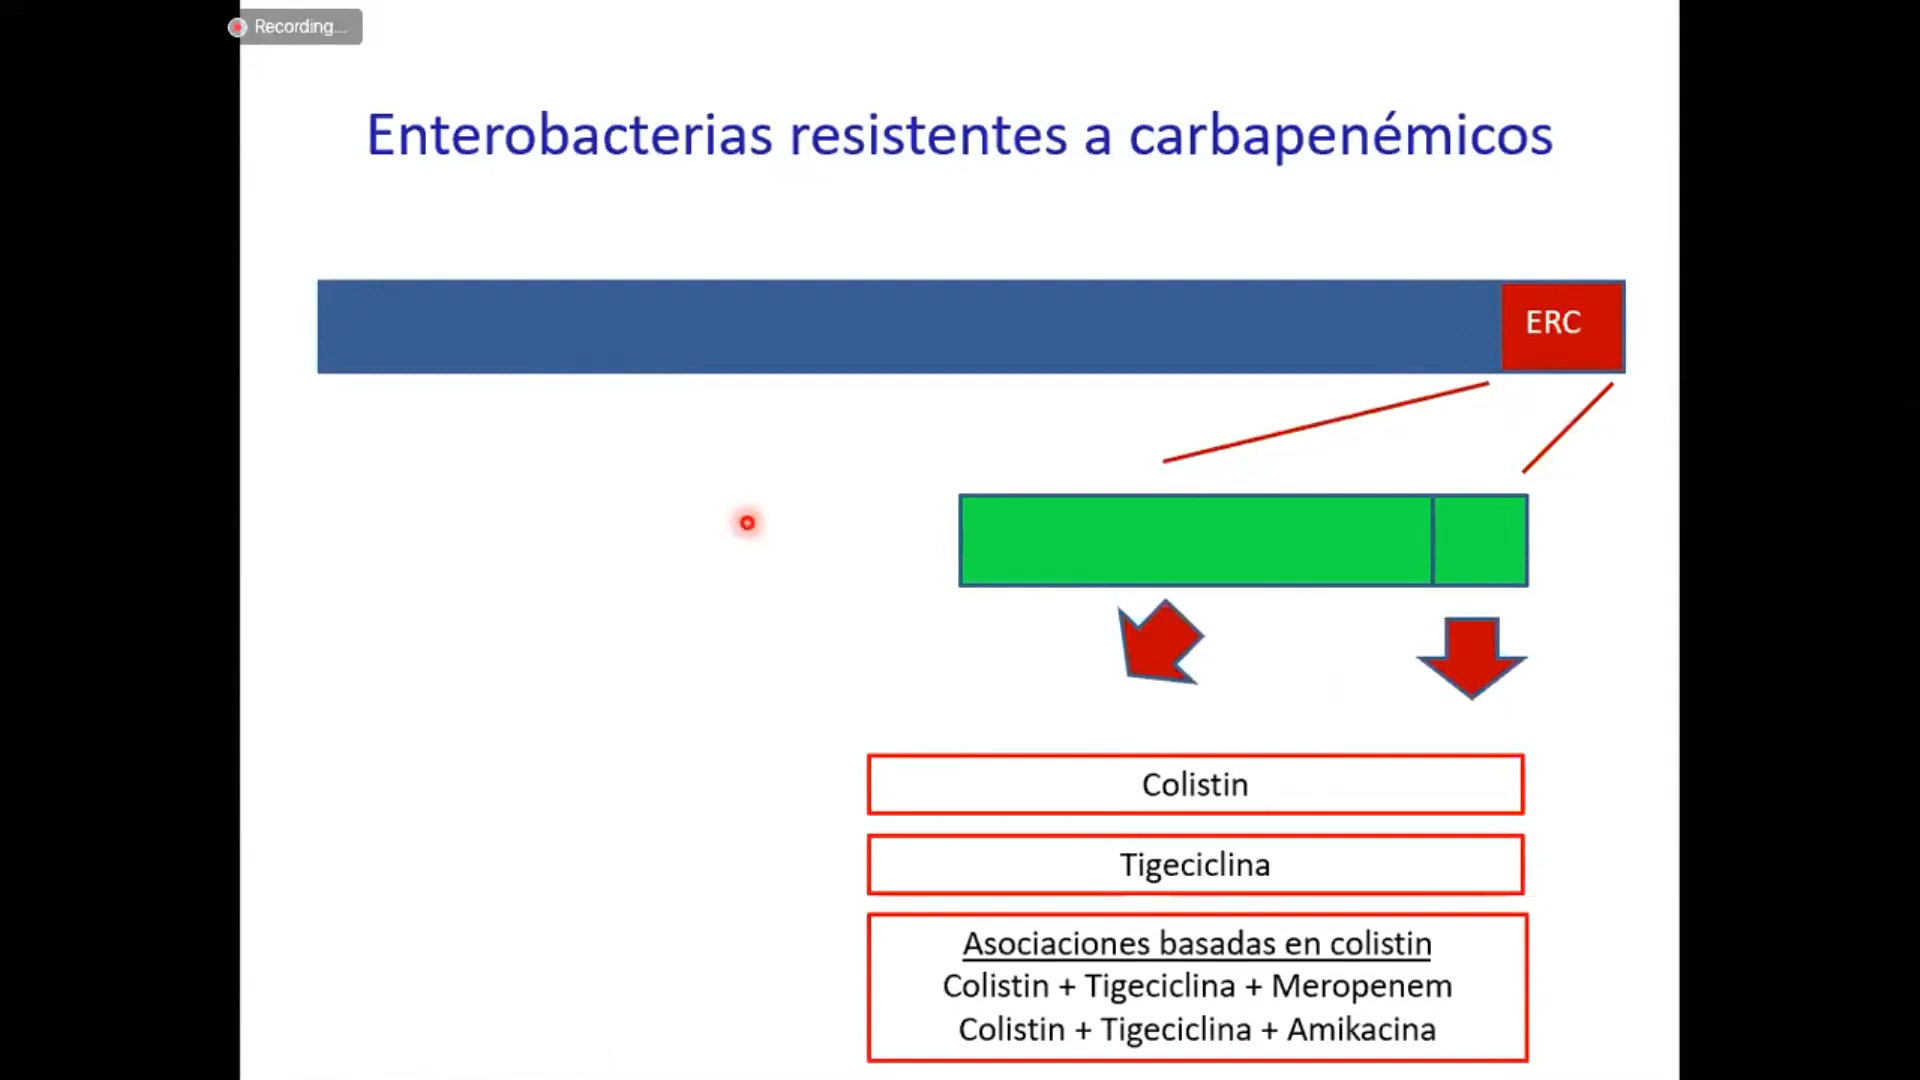 Recording...
Enterobacterias resistentes a carbapenémicos
ERC
Colistin
Tigeciclina
Asociaciones basadas en colistin
Colistin + Tigeciclina + Meropenem
Colistin + Tigeciclina + Amikacina